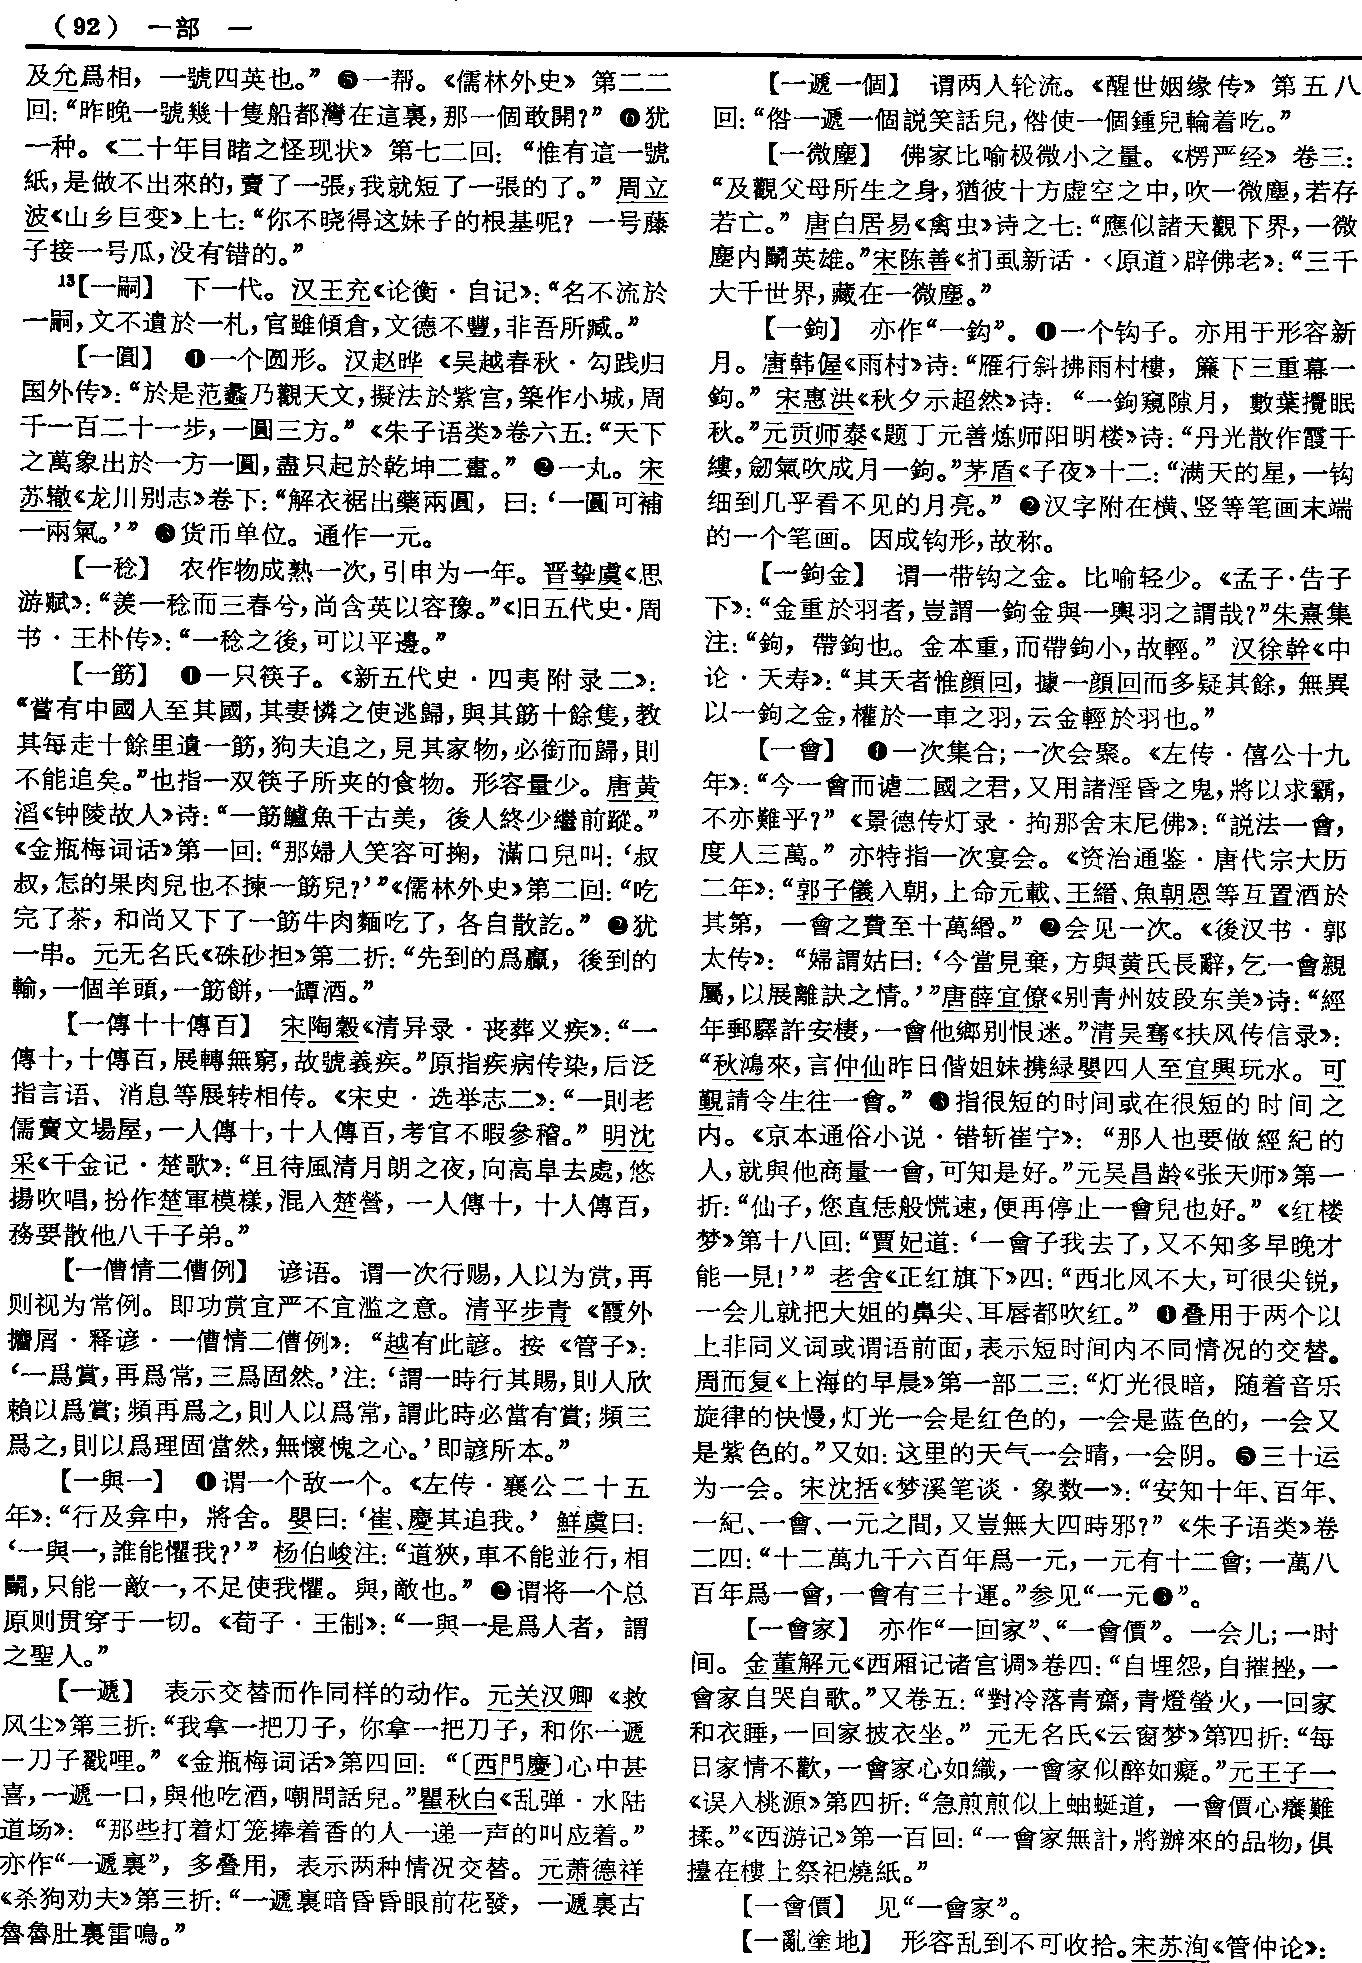 （92） 一部 一
及允爲相，一號四英也。”❺一帮。《儒林外史》第二二
回：“昨晚一號幾十隻船都灣在這裏，那一個敢開？”❻犹
一种。《二十年目睹之怪现状》第七二回：“惟有這一號
紙，是做不出來的，賣了一張，我就短了一張的了。”周立
波《山乡巨变》上七：“你不晓得这妹子的根基呢？一号藤
子接一号瓜，没有错的。”
13【一嗣】 下一代。汉王充《论衡·自记》：“名不流於
一嗣，文不遺於一札，官雖傾倉，文德不豐，非吾所臧。”
【一圓】 ❶一个圆形。汉赵晔《吴越春秋·勾践归
国外传》：“於是范蠡乃觀天文，擬法於紫宫，築作小城，周
千一百二十一步，一圓三方。”《朱子语类》卷六五：“天下
之萬象出於一方一圓，盡只起於乾坤二畫。”❷一丸。宋
苏辙《龙川别志》卷下：“解衣裾出藥兩圓，曰：‘一圓可補
一兩氣。’”❸货币单位。通作一元。
【一稔】 农作物成熟一次，引申为一年。晋挚虞《思
游赋》：“羡一稔而三春兮，尚含英以容豫。”《旧五代史·周
书·王朴传》：“一稔之後，可以平邊。”
【一筯】 ❶一只筷子。《新五代史·四夷附录二》：
“嘗有中國人至其國，其妻憐之使逃歸，與其筯十餘隻，教
其每走十餘里遺一筯，狗夫追之，見其家物，必銜而歸，則
不能追矣。”也指一双筷子所夹的食物。形容量少。唐黄
滔《钟陵故人》诗：“一筯鱸魚千古美，後人終少繼前蹤。”
《金瓶梅词话》第一回：“那婦人笑容可掬，滿口兒叫：‘叔
叔，怎的果肉兒也不揀一筯兒？’”《儒林外史》第二回：“吃
完了茶，和尚又下了一筯牛肉麵吃了，各自散訖。”❷犹
一串。元无名氏《硃砂担》第二折：“先到的爲贏，後到的
輸，一個羊頭，一筯餅，一罈酒。”
【一傳十十傳百】 宋陶穀《清异录·丧葬义疾》：“一
傳十，十傳百，展轉無窮，故號義疾。”原指疾病传染，后泛
指言语、消息等展转相传。《宋史·选举志二》：“一則老
儒賣文場屋，一人傳十，十人傳百，考官不暇參稽。”明沈
采《千金记·楚歌》：“且待風清月朗之夜，向高阜去處，悠
揚吹唱，扮作楚軍模樣，混入楚營，一人傳十，十人傳百，
務要散他八千子弟。”
【一傮情二傮例】 谚语。谓一次行赐，人以为赏，再
则视为常例。即功赏宜严不宜滥之意。清平步青《霞外
攟屑·释谚·一傮情二傮例》：“越有此諺。按《管子》：
‘一爲賞，再爲常，三爲固然。’注：‘謂一時行其賜，則人欣
賴以爲賞；頻再爲之，則人以爲常，謂此時必當有賞；頻三
爲之，則以爲理固當然，無懷愧之心。’即諺所本。”
【一與一】 ❶谓一个敌一个。《左传·襄公二十五
年》：“行及弇中，將舍。嬰曰：‘崔、慶其追我。’鮮虞曰：
‘一與一，誰能懼我？’”杨伯峻注：“道狹，車不能並行，相
鬭，只能一敵一，不足使我懼。與，敵也。”❷谓将一个总
原则贯穿于一切。《荀子·王制》：“一與一是爲人者，謂
之聖人。”
【一遞】 表示交替而作同样的动作。元关汉卿《救
风尘》第三折：“我拿一把刀子，你拿一把刀子，和你一遞
一刀子戳哩。”《金瓶梅词话》第四回：“〔西門慶〕心中甚
喜，一遞一口，與他吃酒，嘲問話兒。”瞿秋白《乱弹·水陆
道场》：“那些打着灯笼捧着香的人一递一声的叫应着。”
亦作“一遞裏”，多叠用，表示两种情况交替。元萧德祥
《杀狗劝夫》第三折：“一遞裏暗昏昏眼前花發，一遞裏古
魯魯肚裏雷鳴。”
【一遞一個】 谓两人轮流。《醒世姻缘传》第五八
回：“偺一遞一個説笑話兒，偺使一個鍾兒輪着吃。”
【一微塵】 佛家比喻极微小之量。《楞严经》卷三：
“及觀父母所生之身，猶彼十方虚空之中，吹一微塵，若存
若亡。”唐白居易《禽虫》诗之七：“應似諸天觀下界，一微
塵内鬭英雄。”宋陈善《扪虱新话·〈原道〉辟佛老》：“三千
大千世界，藏在一微塵。”
【一鉤】 亦作“一鈎”。❶一个钩子。亦用于形容新
月。唐韩偓《雨村》诗：“雁行斜拂雨村樓，簾下三重幕一
鉤。”宋惠洪《秋夕示超然》诗：“一鉤窺隙月，數葉攪眠
秋。”元贡师泰《题丁元善炼师阳明楼》诗：“丹光散作霞千
縷，劒氣吹成月一鉤。”茅盾《子夜》十二：“满天的星，一钩
细到几乎看不见的月亮。”❷汉字附在横、竖等笔画末端
的一个笔画。因成钩形，故称。
【一鉤金】 谓一带钩之金。比喻轻少。《孟子·告子
下》：“金重於羽者，豈謂一鉤金與一輿羽之謂哉？”朱熹集
注：“鉤，帶鉤也。金本重，而帶鉤小，故輕。”汉徐幹《中
论·夭寿》：“其夭者惟顔回，據一顔回而多疑其餘，無異
以一鉤之金，權於一車之羽，云金輕於羽也。”
【一會】 ❶一次集合；一次会聚。《左传·僖公十九
年》：“今一會而虐二國之君，又用諸淫昏之鬼，將以求霸，
不亦難乎？”《景德传灯录·拘那舍末尼佛》：“説法一會，
度人三萬。”亦特指一次宴会。《资治通鉴·唐代宗大历
二年》：“郭子儀入朝，上命元載、王縉、魚朝恩等互置酒於
其第，一會之費至十萬緡。”❷会见一次。《後汉书·郭
太传》：“婦謂姑曰：‘今當見棄，方與黄氏長辭，乞一會親
屬，以展離訣之情。’”唐薛宜僚《别青州妓段东美》诗：“經
年郵驛許安棲，一會他鄉别恨迷。”清吴骞《扶风传信录》：
“秋鴻來，言仲仙昨日偕姐妹携緑嬰四人至宜興玩水。可
觐請令生往一會。”❸指很短的时间或在很短的时间之
内。《京本通俗小说·错斩崔宁》：“那人也要做經紀的
人，就與他商量一會，可知是好。”元吴昌龄《张天师》第一
折：“仙子，您直恁般慌速，便再停止一會兒也好。”《红楼
梦》第十八回：“賈妃道：‘一會子我去了，又不知多早晚才
能一見！’”老舍《正红旗下》四：“西北风不大，可很尖锐，
一会儿就把大姐的鼻尖、耳唇都吹红。”❹叠用于两个以
上非同义词或谓语前面，表示短时间内不同情况的交替。
周而复《上海的早晨》第一部二三：“灯光很暗，随着音乐
旋律的快慢，灯光一会是红色的，一会是蓝色的，一会又
是紫色的。”又如：这里的天气一会晴，一会阴。❺三十运
为一会。宋沈括《梦溪笔谈·象数一》：“安知十年、百年、
一紀、一會、一元之間，又豈無大四時邪？”《朱子语类》卷
二四：“十二萬九千六百年爲一元，一元有十二會；一萬八
百年爲一會，一會有三十運。”参见“一元❸”。
【一會家】 亦作“一回家”、“一會價”。一会儿；一时
间。金董解元《西厢记诸宫调》卷四：“自埋怨，自摧挫，一
會家自哭自歌。”又卷五：“對冷落青齋，青燈螢火，一回家
和衣睡，一回家披衣坐。”元无名氏《云窗梦》第四折：“每
日家情不歡，一會家心如織，一會家似醉如癡。”元王子一
《误入桃源》第四折：“急煎煎似上蚰蜒道，一會價心癢難
揉。”《西游记》第一百回：“一會家無計，將辦來的品物，俱
擡在樓上祭祀燒紙。”
【一會價】 见“一會家”。
【一亂塗地】 形容乱到不可收拾。宋苏洵《管仲论》：